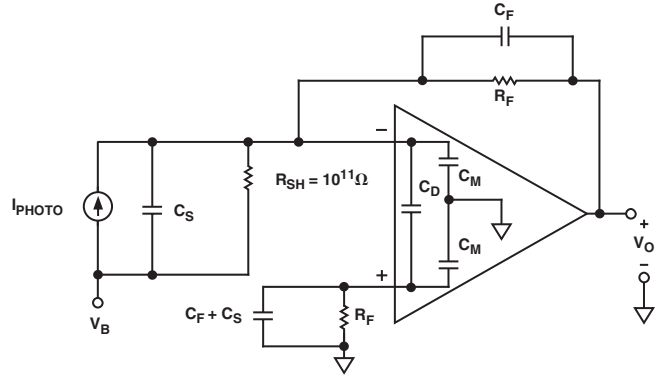 C_F
R_F
−
R_SH = 10^11Ω
C_M
C_D
I_PHOTO
C_S
C_M
+
V_O
−
+
V_B
C_F + C_S
R_F